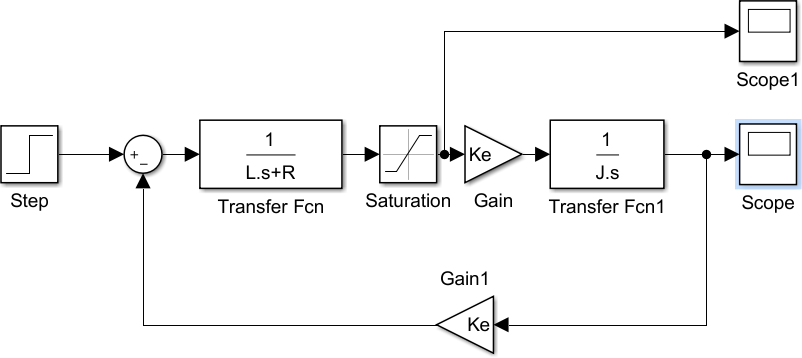 Scope1
+
−
1
L.s+R
Ke
1
J.s
Step
Transfer Fcn
Saturation
Gain
Transfer Fcn1
Scope
Gain1
Ke